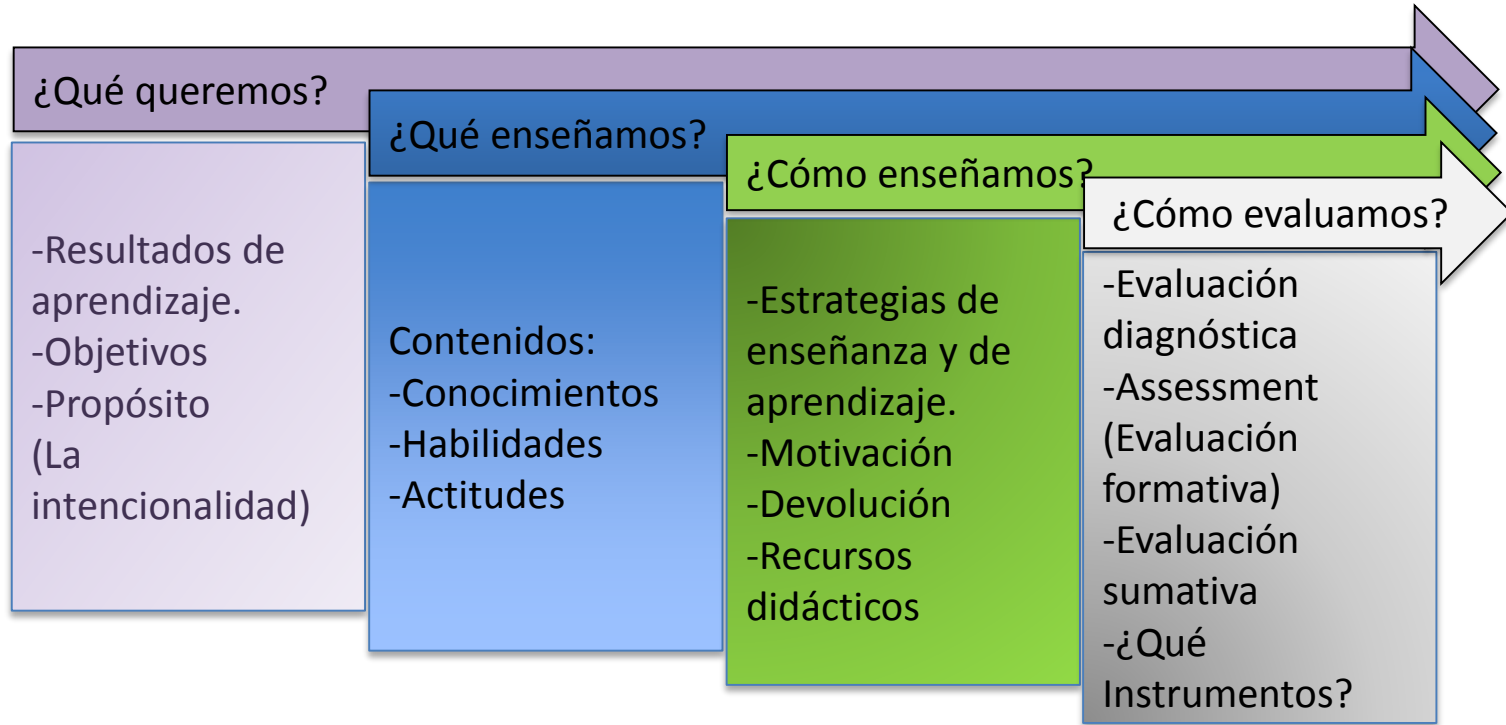 ¿Qué queremos?
-Resultados de
aprendizaje.
-Objetivos
-Propósito
(La
intencionalidad)
¿Qué enseñamos?
Contenidos:
-Conocimientos
-Habilidades
-Actitudes
¿Cómo enseñamos?
-Estrategias de
enseñanza y de
aprendizaje.
-Motivación
-Devolución
-Recursos
didácticos
¿Cómo evaluamos?
-Evaluación
diagnóstica
-Assessment
(Evaluación
formativa)
-Evaluación
sumativa
-¿Qué
Instrumentos?